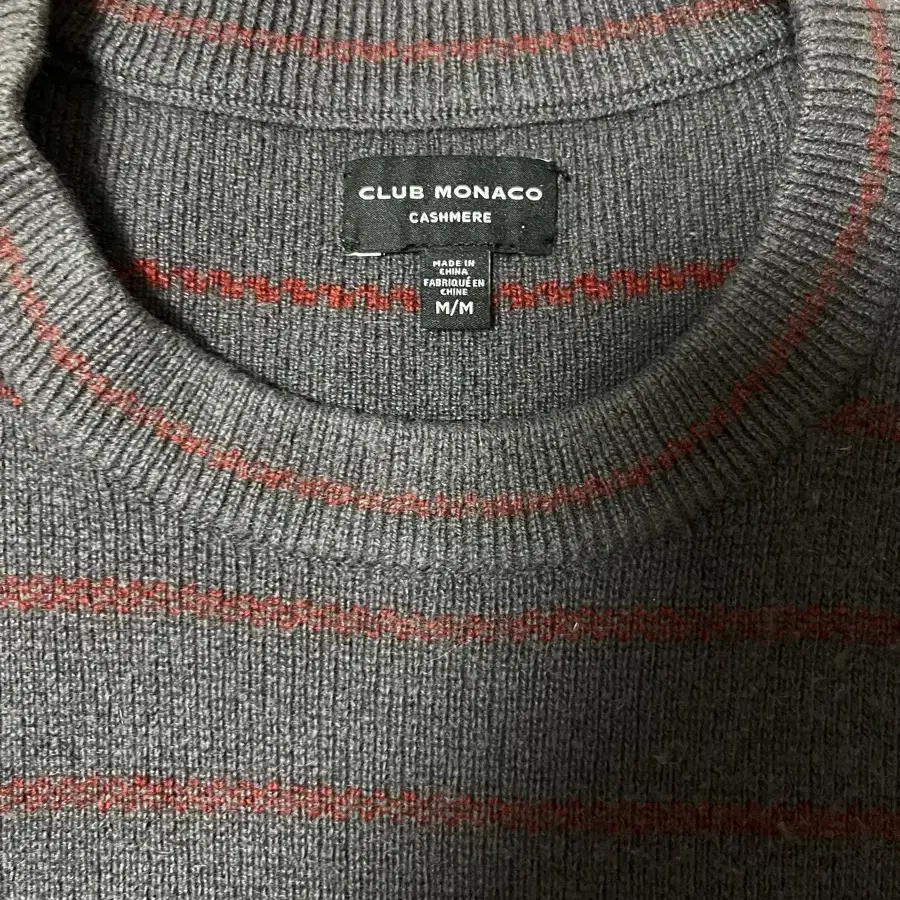 CLUB MONACO
CASHMERE
MADE IN
CHINA
FABRIQUÉ EN
CHINE
M/M